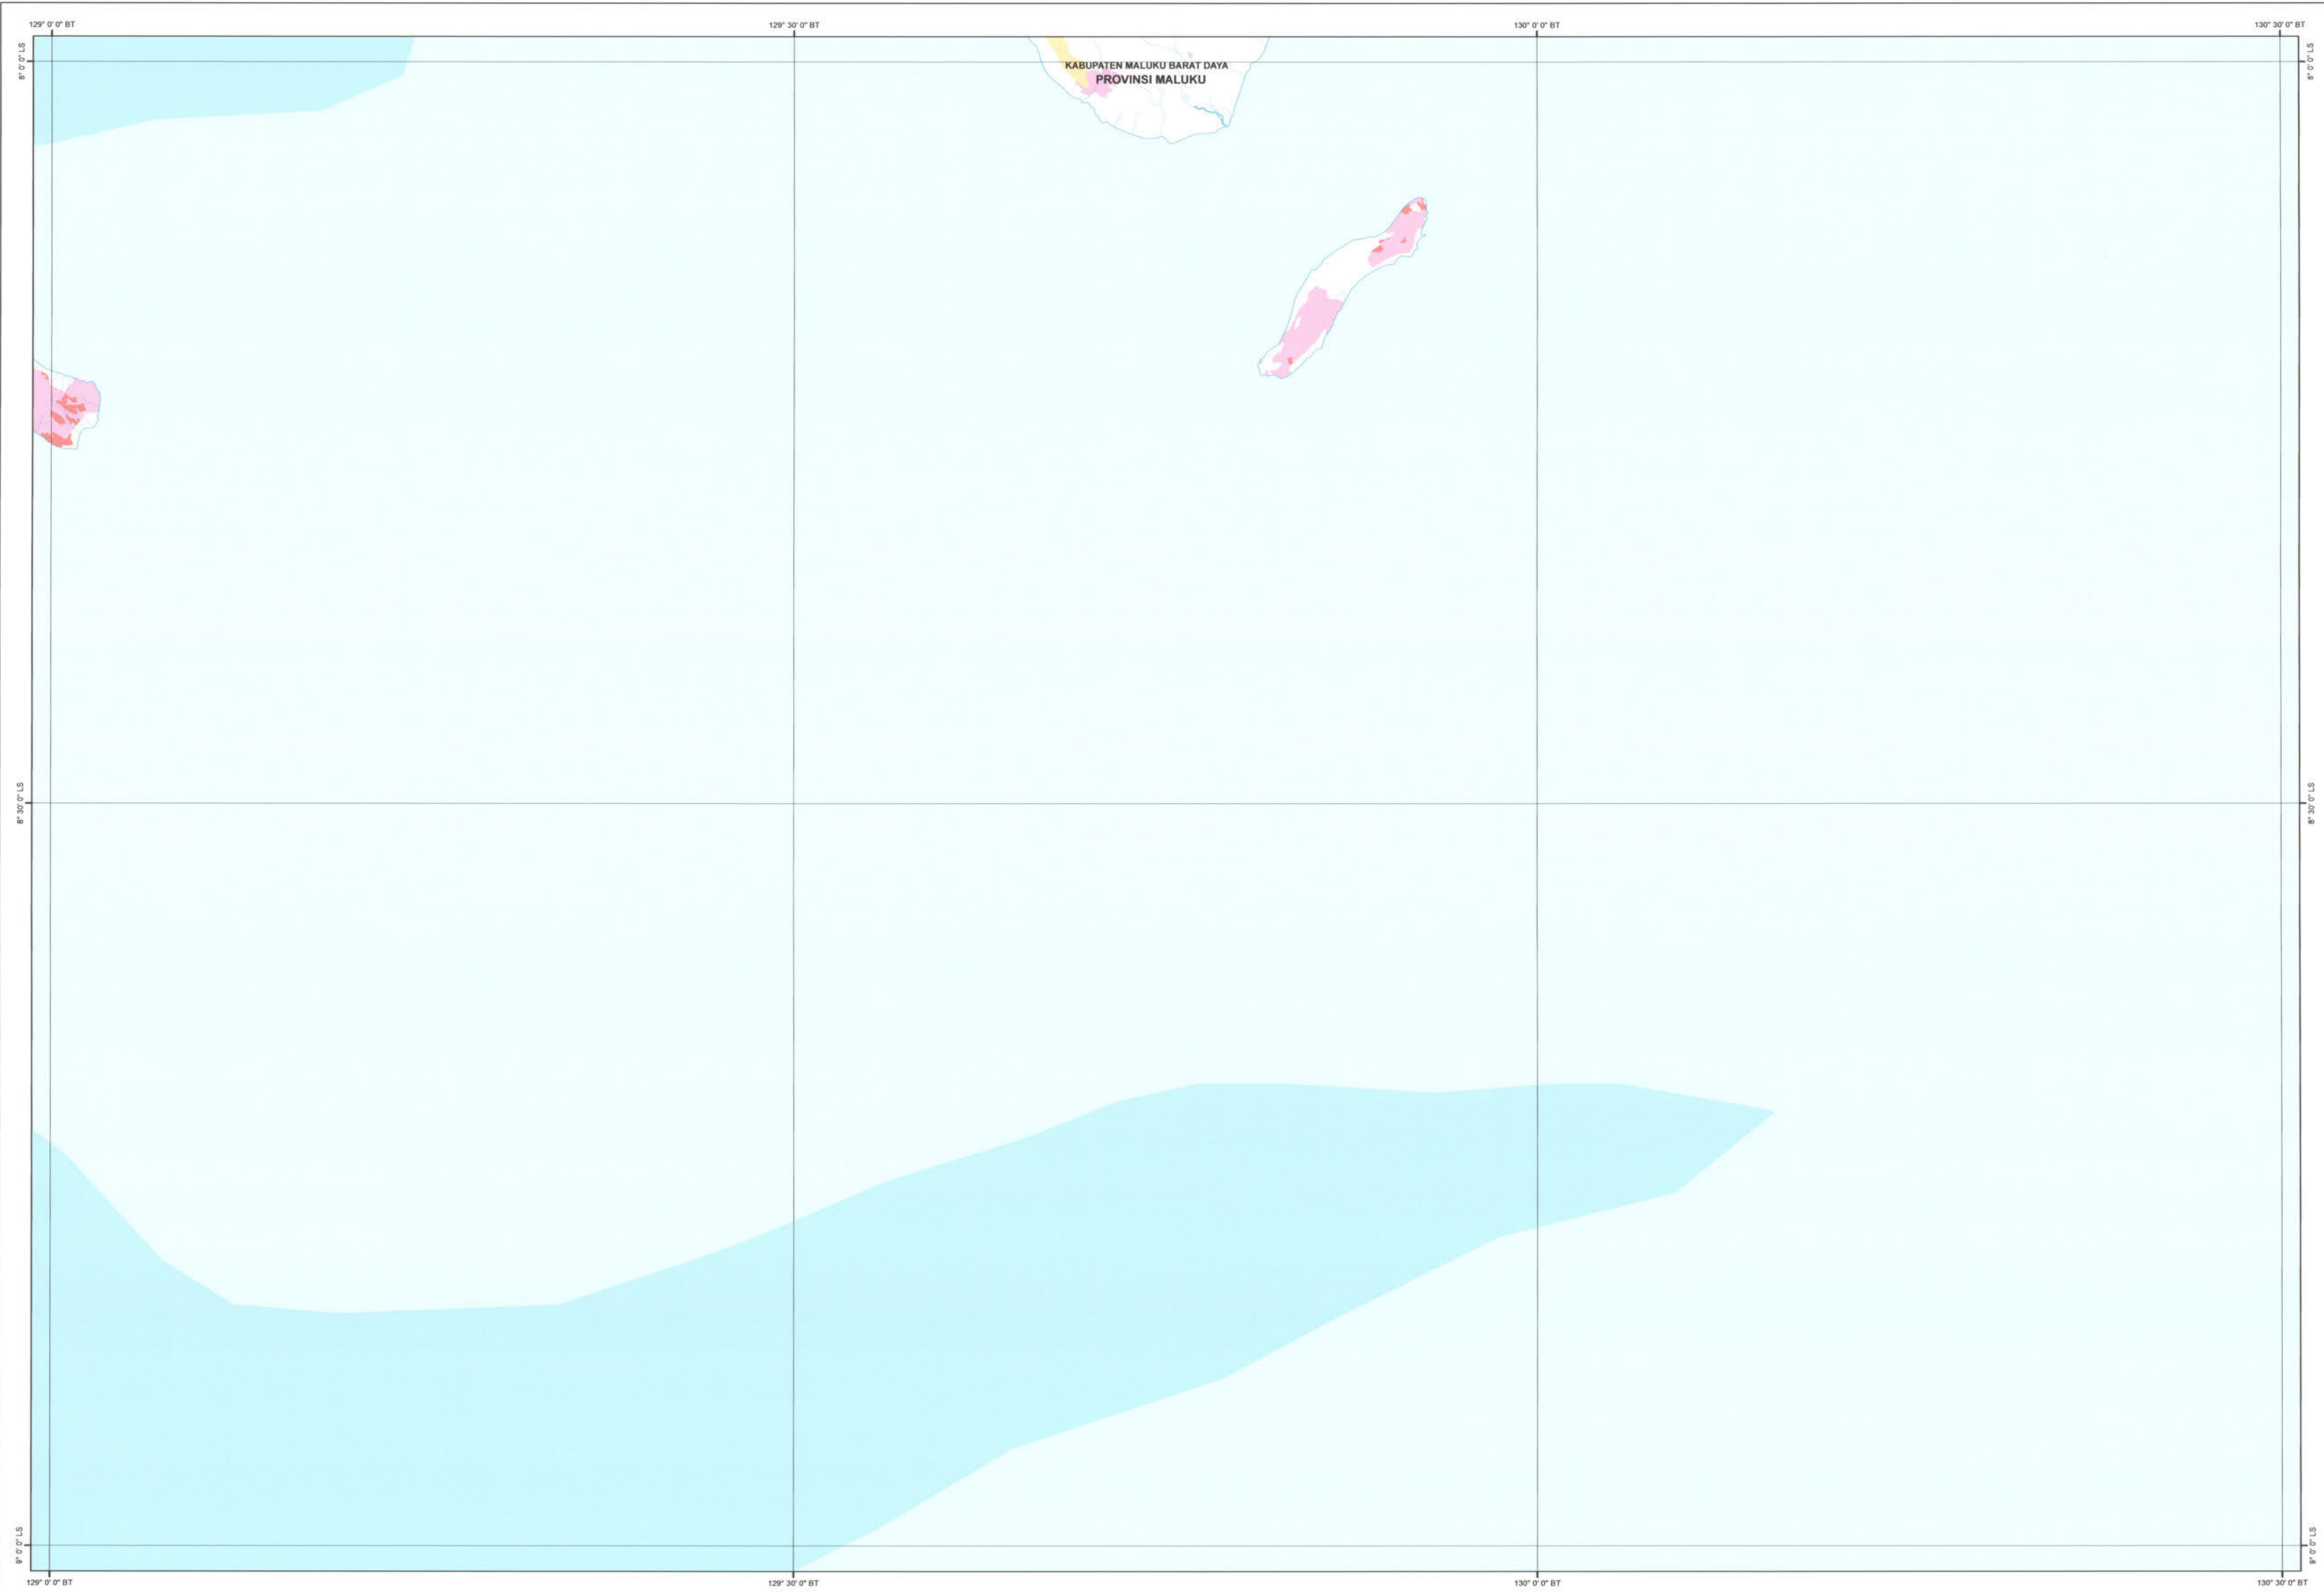 129° 0' 0" BT
129° 30' 0" BT
130° 0' 0" BT
130° 30' 0" BT
8° 0' 0" LS
8° 0' 0" LS
KABUPATEN MALUKU BARAT DAYA
PROVINSI MALUKU
8° 30' 0" LS
8° 30' 0" LS
9° 0' 0" LS
9° 0' 0" LS
129° 0' 0" BT
129° 30' 0" BT
130° 0' 0" BT
130° 30' 0" BT